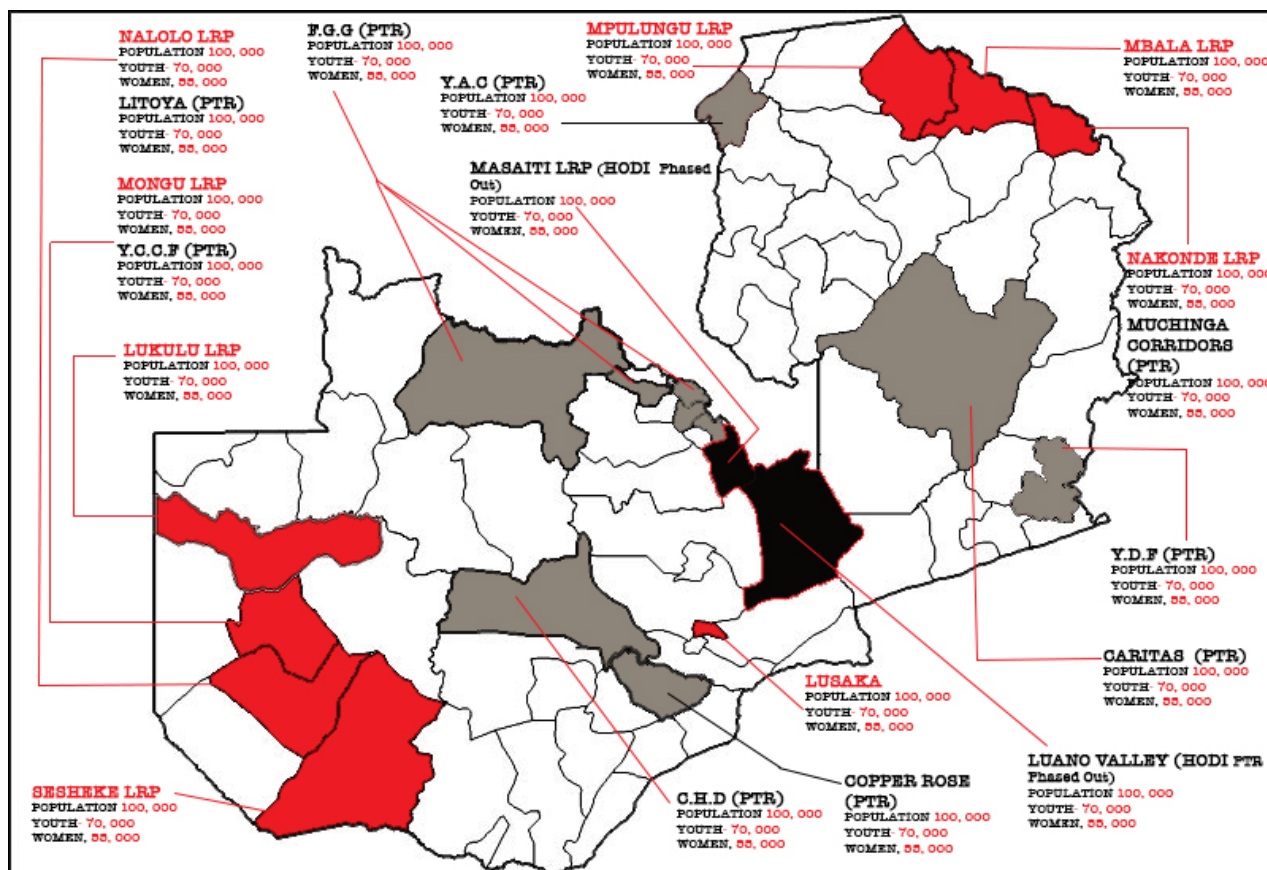 NALOLO LRP
POPULATION 100, 000
YOUTH- 70, 000
WOMEN, 55, 000
LITOYA (PTR)
POPULATION 100, 000
YOUTH- 70, 000
WOMEN, 55, 000
MONGU LRP
POPULATION 100, 000
YOUTH- 70, 000
WOMEN, 55, 000
Y.C.C.F (PTR)
POPULATION 100, 000
YOUTH- 70, 000
WOMEN, 55, 000
LUKULU LRP
POPULATION 100, 000
YOUTH- 70, 000
WOMEN, 55, 000
SESHEKE LRP
POPULATION 100, 000
YOUTH- 70, 000
WOMEN, 55, 000
F.G.G (PTR)
POPULATION 100, 000
YOUTH- 70, 000
WOMEN, 55, 000
Y.A.C (PTR)
POPULATION 100, 000
YOUTH- 70, 000
WOMEN, 55, 000
MASAITI LRP (HODI Phased
Out)
POPULATION 100, 000
YOUTH- 70, 000
WOMEN, 55, 000
MPULUNGU LRP
POPULATION 100, 000
YOUTH- 70, 000
WOMEN, 55, 000
MBALA LRP
POPULATION 100, 000
YOUTH- 70, 000
WOMEN, 55, 000
NAKONDE LRP
POPULATION 100, 000
YOUTH- 70, 000
WOMEN, 55, 000
MUCHINGA
CORRIDORS
(PTR)
POPULATION 100, 000
YOUTH- 70, 000
WOMEN, 55, 000
Y.D.F (PTR)
POPULATION 100, 000
YOUTH- 70, 000
WOMEN, 55, 000
CARITAS (PTR)
POPULATION 100, 000
YOUTH- 70, 000
WOMEN, 55, 000
LUSAKA
POPULATION 100, 000
YOUTH- 70, 000
WOMEN, 55, 000
LUANO VALLEY (HODI PTR
Phased Out)
POPULATION 100, 000
YOUTH- 70, 000
WOMEN, 55, 000
COPPER ROSE
(PTR)
POPULATION 100, 000
YOUTH- 70, 000
WOMEN, 55, 000
C.H.D (PTR)
POPULATION 100, 000
YOUTH- 70, 000
WOMEN, 55, 000